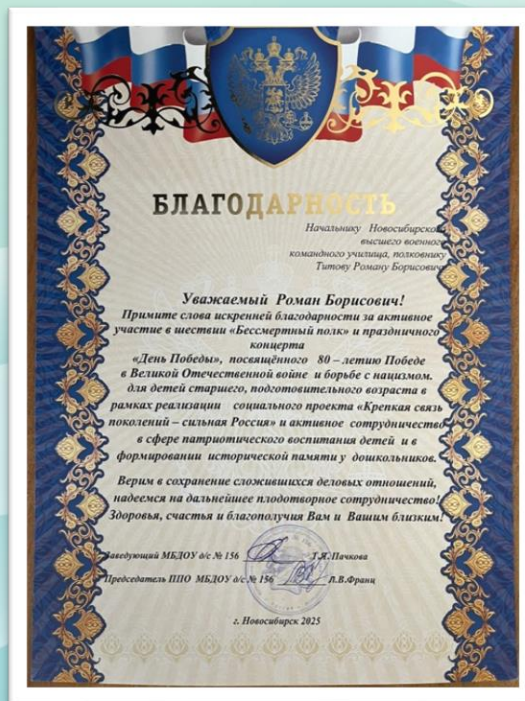 БЛАГОДАРНОСТЬ
Начальнику Новосибирского
высшего военного
командного училища, полковнику
Титову Роману Борисовичу
Уважаемый Роман Борисович!
Примите слова искренней благодарности за активное
участие в шествии «Бессмертный полк» и праздничного
концерта
«День Победы», посвящённого 80 – летию Победе
в Великой Отечественной войне и борьбе с нацизмом.
для детей старшего, подготовительного возраста в
рамках реализации социального проекта «Крепкая связь
поколений – сильная Россия» и активное сотрудничество
в сфере патриотического воспитания детей и в
формировании исторической памяти у дошкольников.
Верим в сохранение сложившихся деловых отношений,
надеемся на дальнейшее плодотворное сотрудничество!
Здоровья, счастья и благополучия Вам и Вашим близким!
Заведующий МБДОУ д/с № 156 Т.Я.Пачкова
Председатель ППО МБДОУ д/с № 156 Л.В.Франц
г. Новосибирск 2025